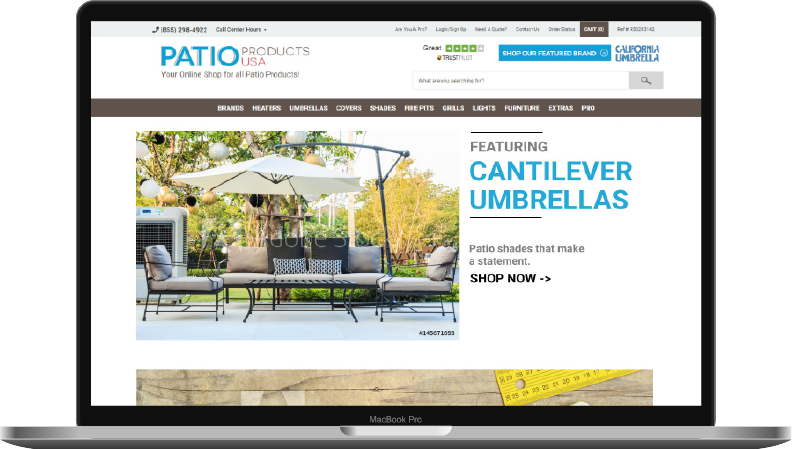 (855) 298-4922 Call Center Hours
Are You A Pro? Login/Sign Up Need a Quote? Contact Us Order Status CART (0)
PATIO PRODUCTS USA
Your Online Shop for all Patio Products!
Great
TRUSTPILOT
SHOP OUR FEATURED BRAND
CALIFORNIA
UMBRELLA
What are you searching for?
BRANDS HEATERS UMBRELLAS COVERS SHADES FIRE PITS GRILLS LIGHTS FURNITURE EXTRAS PRO
FEATURING
CANTILEVER
UMBRELLAS
Patio shades that make
a statement.
SHOP NOW ->
Adobe Stock
#145671693
MacBook Pro